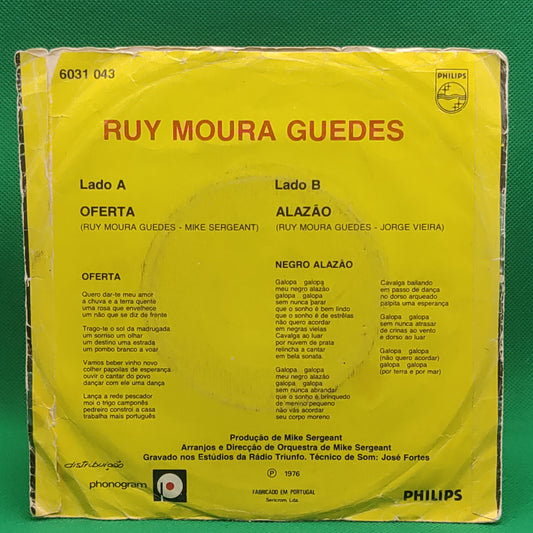 6031 043
PHILIPS
RUY MOURA GUEDES
Lado A
OFERTA
(RUY MOURA GUEDES - MIKE SERGEANT)
Lado B
ALAZÃO
(RUY MOURA GUEDES - JORGE VIEIRA)
OFERTA
Quero dar-te meu amor
a chuva e a terra quente
uma rosa que envelhece
um não que se diz de frente
Trago-te o sol da madrugada
um sorriso um olhar
um destino uma estrada
um pombo branco a voar
Vamos beber vinho novo
colher papoilas de esperança
ouvir o cantar do povo
dançar com ele uma dança
Lança a rede pescador
moi o trigo camponês
pedreiro constroi a casa
trabalha mais português
NEGRO ALAZÃO
Galopa galopa
meu negro alazão
galopa galopa
sem nunca parar
que o sonho é bem lindo
que o sonho é de estrêlas
não quero acordar
em negras vielas
Cavalga ao luar
por nuvem de prata
relincha a cantar
em bela sonata.
Galopa galopa
meu negro alazão
galopa galopa
sem nunca abrandar
que o sonho é brinquedo
de menino pequeno
não vás acordar
seu corpo moreno
Cavalga bailando
em passo de dança
no dorso arqueado
palpita uma esperança
Galopa galopa
sem nunca atrasar
de crinas ao vento
e dorso ao luar
Galopa galopa
(não quero acordar)
galopa galopa
(por terra e por mar)
Produção de Mike Sergeant
Arranjos e Direcção de Orquestra de Mike Sergeant
Gravado nos Estúdios da Rádio Triunfo. Técnico de Som: José Fortes
℗ 1976
distribuição
phonogram
FABRICADO EM PORTUGAL
Sericrom, Lda.
PHILIPS